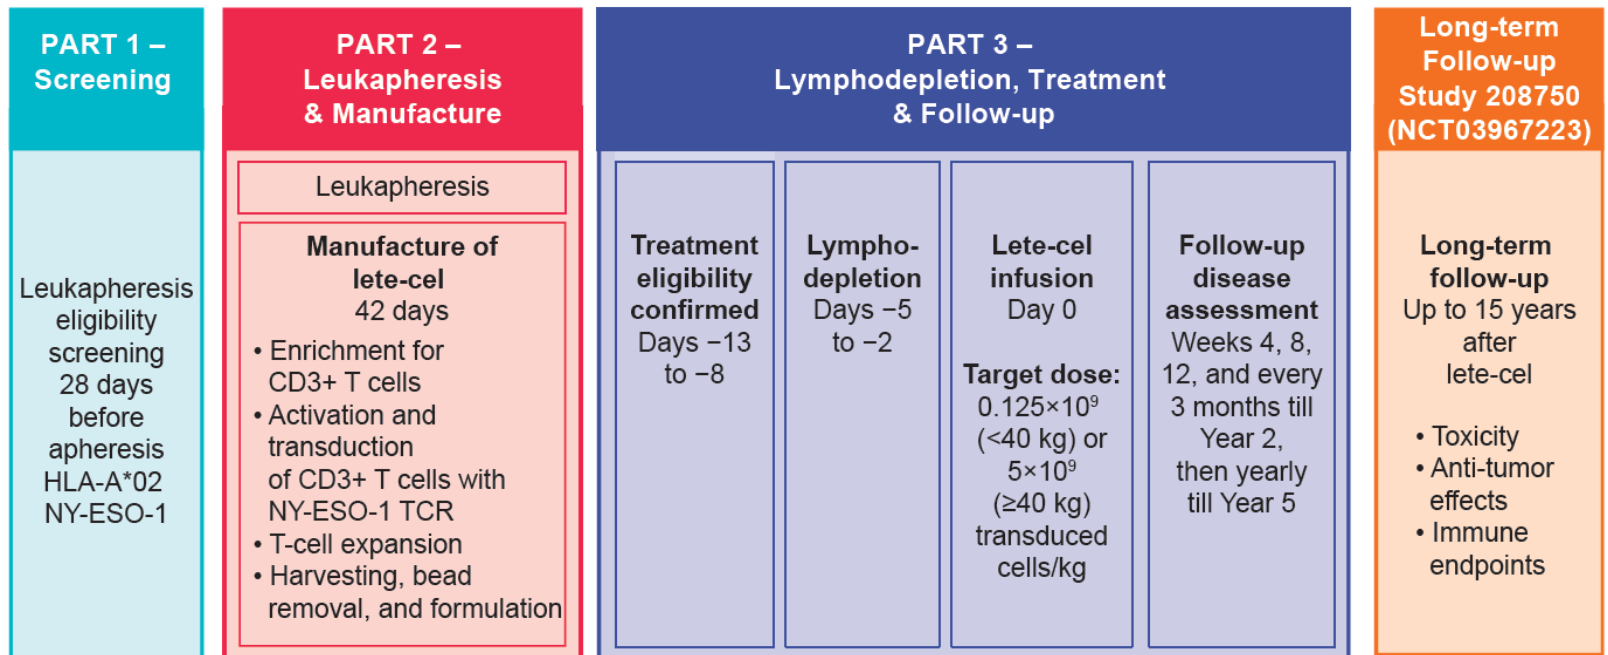 PART 1 –
Screening
Leukapheresis
eligibility
screening
28 days
before
apheresis
HLA-A*02
NY-ESO-1
PART 2 –
Leukapheresis
& Manufacture
Leukapheresis
Manufacture of
lete-cel
42 days
• Enrichment for
CD3+ T cells
• Activation and
transduction
of CD3+ T cells with
NY-ESO-1 TCR
• T-cell expansion
• Harvesting, bead
removal, and formulation
PART 3 –
Lymphodepletion, Treatment
& Follow-up
Treatment
eligibility
confirmed
Days −13
to −8
Lympho-
depletion
Days −5
to −2
Lete-cel
infusion
Day 0
Target dose:
0.125×10⁹
(<40 kg) or
5×10⁹
(≥40 kg)
transduced
cells/kg
Follow-up
disease
assessment
Weeks 4, 8,
12, and every
3 months till
Year 2,
then yearly
till Year 5
Long-term
Follow-up
Study 208750
(NCT03967223)
Long-term
follow-up
Up to 15 years
after
lete-cel
• Toxicity
• Anti-tumor
effects
• Immune
endpoints